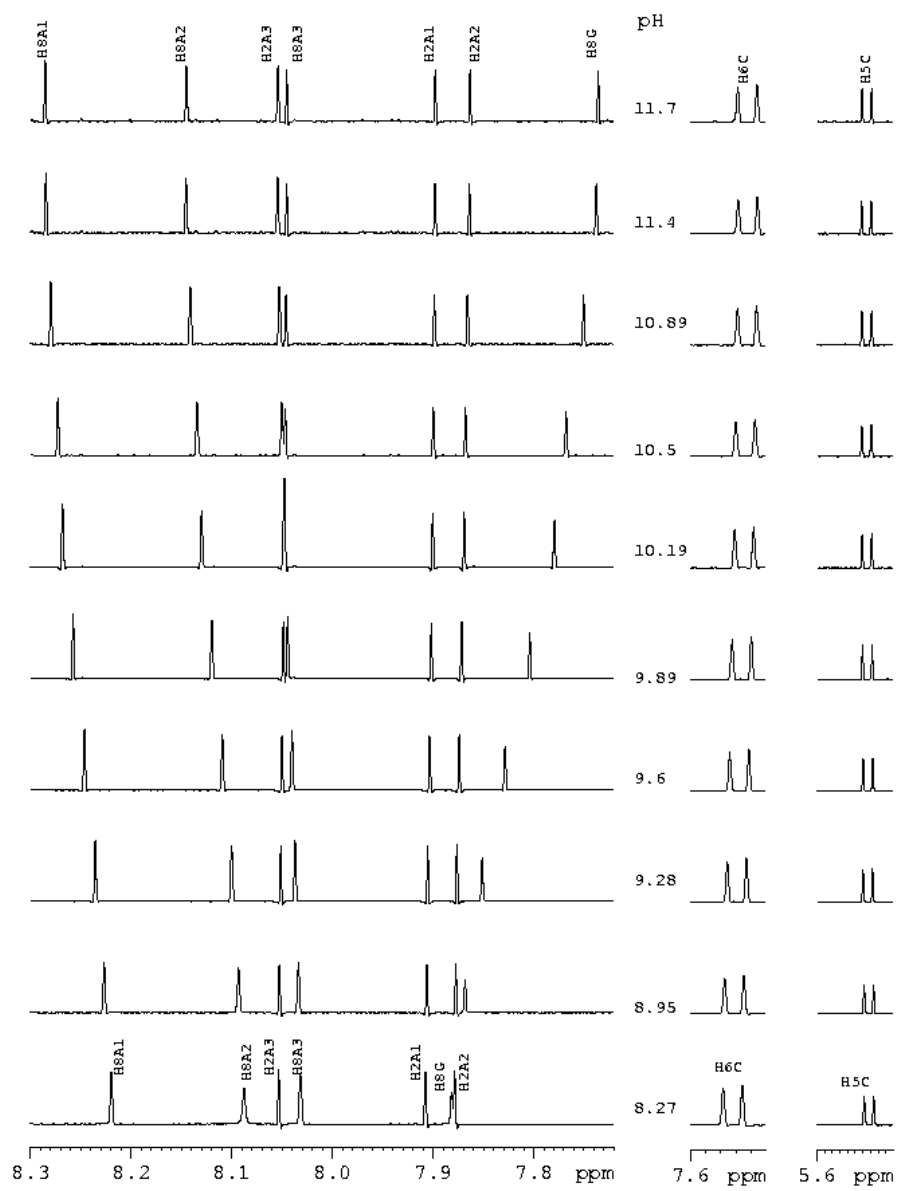 pH
H8A1 H8A2 H2A3 H8A3 H2A1 H2A2 H8G H6C H5C
11.7
11.4
10.89
10.5
10.19
9.89
9.6
9.28
8.95
H8A1 H8A2 H2A3 H8A3 H2A1 H8G H2A2 H6C H5C
8.27
8.3 8.2 8.1 8.0 7.9 7.8 ppm 7.6 ppm 5.6 ppm